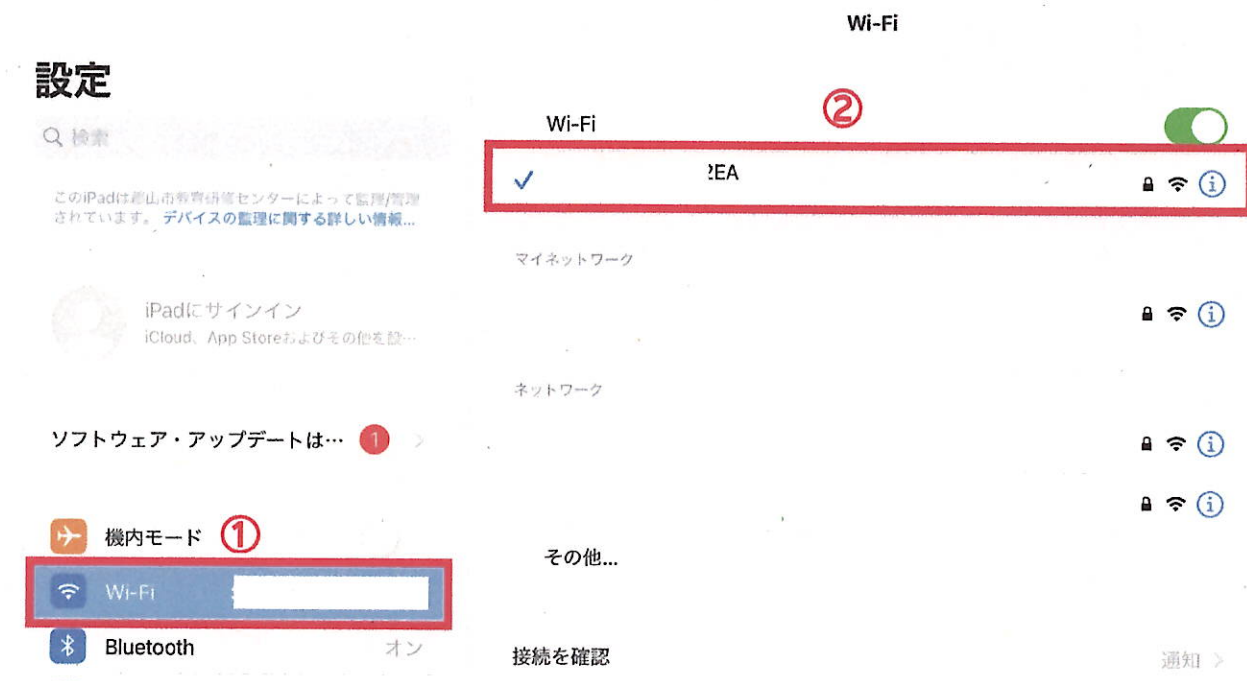 Wi-Fi
設定
検索
このiPadは郡山市教育研修センターによって監理/管理
されています。 デバイスの監理に関する詳しい情報...
iPadにサインイン
iCloud、App Storeおよびその他を設…
ソフトウェア・アップデートは… 1
機内モード ①
Wi-Fi
Bluetooth オン
Wi-Fi ②
2EA
マイネットワーク
ネットワーク
その他...
接続を確認 通知